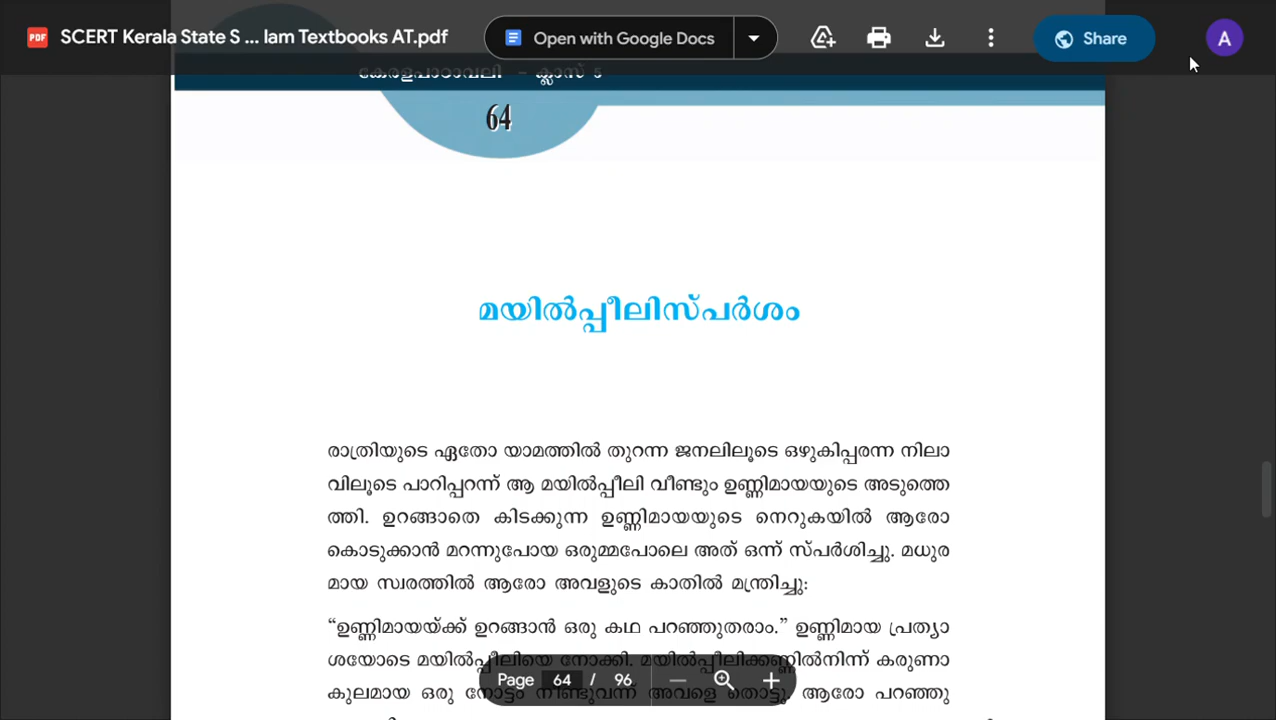 SCERT Kerala State S ... lam Textbooks AT.pdf
Open with Google Docs
Share
A
കേരളപാഠാവലി - ക്ലാസ് 5
64
മയിൽപ്പീലിസ്പർശം
രാത്രിയുടെ ഏതോ യാമത്തിൽ തുറന്ന ജനലിലൂടെ ഒഴുകിപ്പരന്ന നിലാ
വിലൂടെ പാറിപ്പറന്ന് ആ മയിൽപ്പീലി വീണ്ടും ഉണ്ണിമായയുടെ അടുത്തെ
ത്തി. ഉറങ്ങാതെ കിടക്കുന്ന ഉണ്ണിമായയുടെ നെറുകയിൽ ആരോ
കൊടുക്കാൻ മറന്നുപോയ ഒരുമ്മപോലെ അത് ഒന്ന് സ്പർശിച്ചു. മധുര
മായ സ്വരത്തിൽ ആരോ അവളുടെ കാതിൽ മന്ത്രിച്ചു:
“ഉണ്ണിമായയ്ക്ക് ഉറങ്ങാൻ ഒരു കഥ പറഞ്ഞുതരാം.” ഉണ്ണിമായ പ്രത്യാ
ശയോടെ മയിൽപ്പീലിയെ നോക്കി. മയിൽപ്പീലിക്കണ്ണിൽനിന്ന് കരുണാ
കുലമായ ഒരു നോട്ടം നീണ്ടുവന്ന് അവളെ തൊട്ടു. ആരോ പറഞ്ഞു
Page 64 / 96